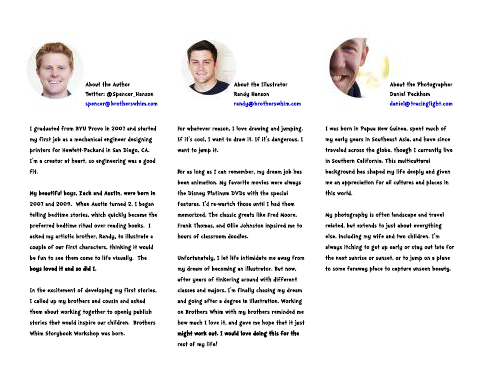 About the Author
Twitter: @Spencer_Hanson
spencer@brotherswhim.com
I graduated from BYU Provo in 2007 and started
my first job as a mechanical engineer designing
printers for Hewlett-Packard in San Diego, CA.
I'm a creator at heart, so engineering was a good
fit.
My beautiful boys, Zack and Austin, were born in
2007 and 2009.  When Austin turned 2, I began
telling bedtime stories, which quickly became the
preferred bedtime ritual over reading books.  I
asked my artistic brother, Randy, to illustrate a
couple of our first characters, thinking it would
be fun to see them come to life visually.  The
boys loved it and so did I.
In the excitement of developing my first stories,
I called up my brothers and cousin and asked
them about working together to openly publish
stories that would inspire our children.  Brothers
Whim Storybook Workshop was born.
About the Illustrator
Randy Hanson
randy@brotherswhim.com
For whatever reason, I love drawing and jumping.
If it's cool, I want to draw it. If it's dangerous, I
want to jump it.
For as long as I can remember, my dream job has
been animation. My favorite movies were always
the Disney Platinum DVDs with the special
features. I'd re-watch those until I had them
memorized. The classic greats like Fred Moore,
Frank Thomas, and Ollie Johnston inspired me to
hours of classroom doodles.
Unfortunately, I let life intimidate me away from
my dream of becoming an illustrator. But now,
after years of tinkering around with different
classes and majors, I'm finally chasing my dream
and going after a degree in illustration. Working
on Brothers Whim with my brothers reminded me
how much I love it, and gave me hope that it just
might work out. I would love doing this for the
rest of my life!
About the Photographer
Daniel Peckham
daniel@tracinglight.com
I was born in Papua New Guinea, spent much of
my early years in Southeast Asia, and have since
traveled across the globe, though I currently live
in Southern California. This multicultural
background has shaped my life deeply and given
me an appreciation for all cultures and places in
this world.
My photography is often landscape and travel
related, but extends to just about everything
else, including my wife and two children. I'm
always itching to get up early or stay out late for
the next sunrise or sunset, or to jump on a plane
to some faraway place to capture unseen beauty.